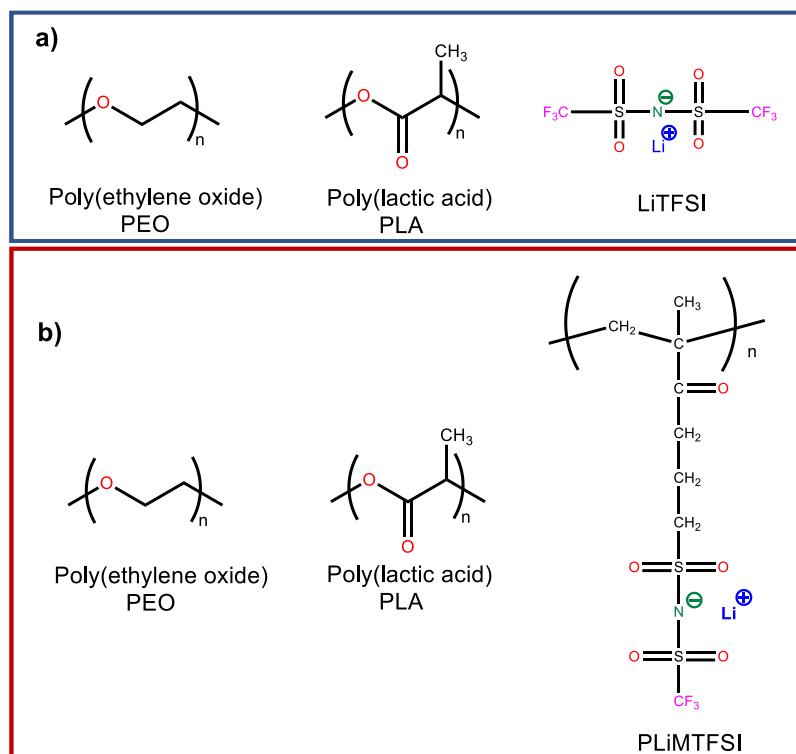 a)
CH3
O
n
O
O
n
O
O
F3C
S
N
⊖
S
CF3
O
Li
⊕
O
Poly(ethylene oxide)
PEO
Poly(lactic acid)
PLA
LiTFSI
b)
CH3
CH2
C
n
C
O
CH2
CH3
O
n
O
O
n
CH2
CH2
Poly(ethylene oxide)
PEO
Poly(lactic acid)
PLA
O
S
O
N
⊖
Li
⊕
O
S
O
CF3
PLiMTFSI